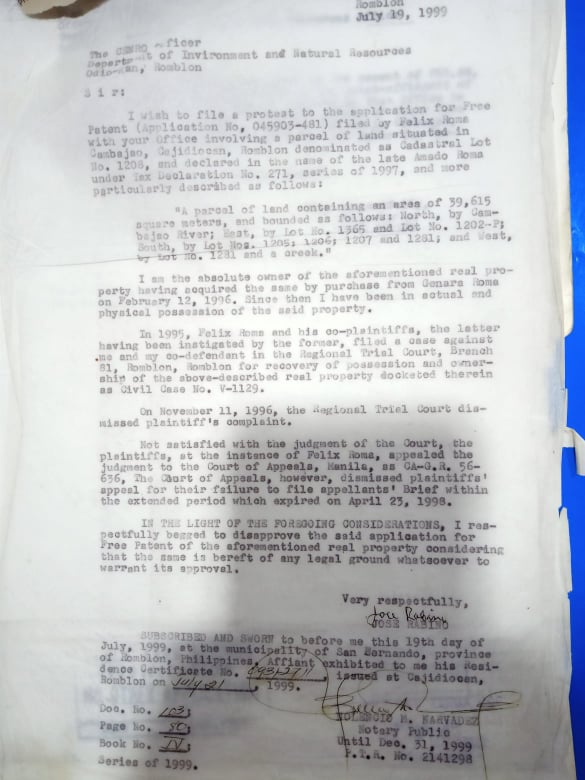 Romblon
July 19, 1999
The CENRO Officer
Department of Environment and Natural Resources
Odiongan, Romblon
S i r:
I wish to file a protest to the application for Free
Patent (Application No, 045903-481) filed by Felix Roma
with your Office involving a parcel of land situated in
Cambajao, Cajidiocan, Romblon denominated as Cadastral Lot
No. 1208, and declared in the name of the late Amado Roma
under Tax Declaration No. 271, series of 1997, and more
particularly described as follows:
"A parcel of land containing an area of 39,615
square meters, and bounded as follows: North, by Cam-
bajao River; East, by Lot No. 1365 and Lot No. 1202-P;
South, by Lot Nos. 1205; 1206; 1207 and 1281; and West,
by Lot No. 1281 and a creek."
I am the absolute owner of the aforementioned real pro-
perty having acquired the same by purchase from Genara Roma
on February 12, 1996. Since then I have been in actual and
physical possession of the said property.
In 1995, Felix Roma and his co-plaintiffs, the latter
having been instigated by the former, filed a case against
me and my co-defendant in the Regional Trial Court, Branch
81, Romblon, Romblon for recovery of possession and owner-
ship of the above-described real property docketed therein
as Civil Case No. V-1129.
On November 11, 1996, the Regional Trial Court dis-
missed plaintiff's complaint.
Not satisfied with the judgment of the Court, the
plaintiffs, at the instance of Felix Roma, appealed the
judgment to the Court of Appeals, Manila, as CA-G.R. 56-
636, The Court of Appeals, however, dismissed plaintiffs'
appeal for their failure to file appellants' Brief within
the extended period which expired on April 23, 1998.
IN THE LIGHT OF THE FOREGOING CONSIDERATIONS, I res-
pectfully begged to disapprove the said application for
Free Patent of the aforementioned real property considering
that the same is bereft of any legal ground whatsoever to
warrant its approval.
Very respectfully,
Jose Rabino
JOSE RABINO
SUBSCRIBED AND SWORN to before me this 19th day of
July, 1999, at the municipality of San Fernando, province
of Romblon, Philippines, Affiant exhibited to me his Resi-
dence Certificate No. issued at Cajidiocan,
Romblon on , 1999.
NOLENCIO M. NARVADEZ
Notary Public
Until Dec. 31, 1999
P.T.R. No. 2141298
Doc. No. 103;
Page No. 50;
Book No. IV;
Series of 1999.